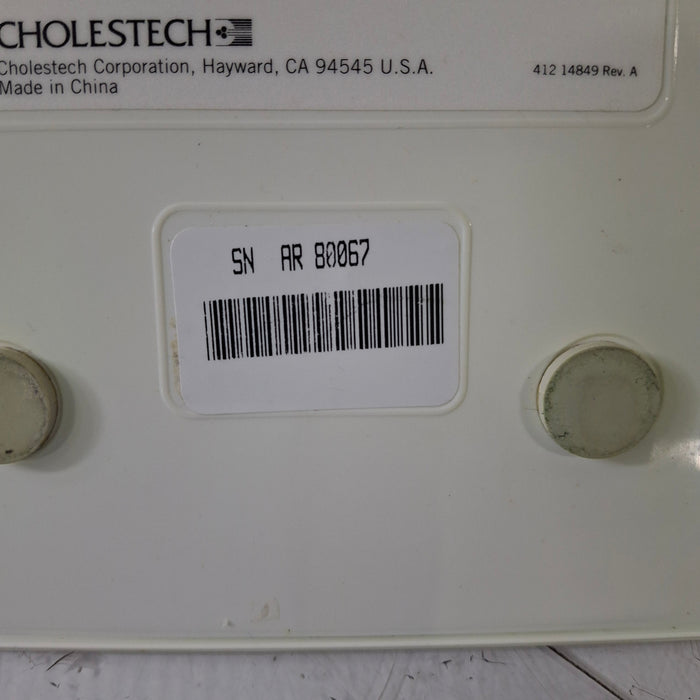 CHOLESTECH
Cholestech Corporation, Hayward, CA 94545 U.S.A.
412 14849 Rev. A
Made in China
SN AR 80067